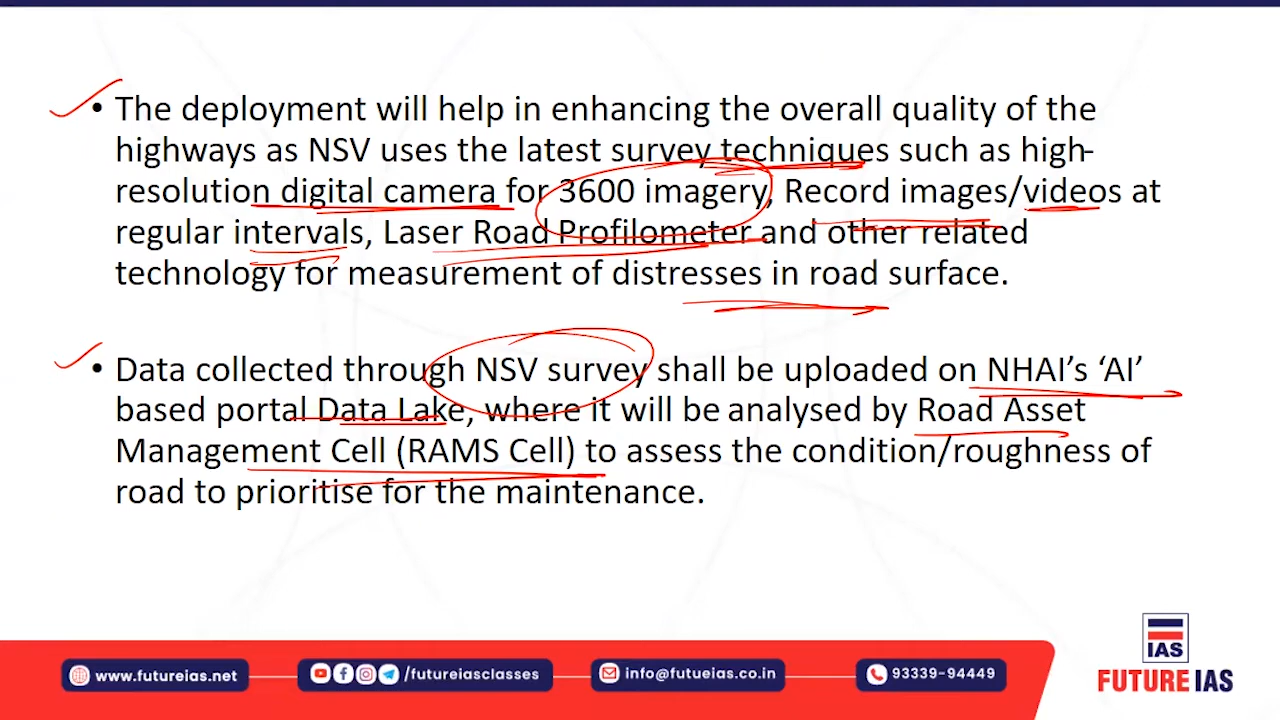 • The deployment will help in enhancing the overall quality of the
highways as NSV uses the latest survey techniques such as high-
resolution digital camera for 3600 imagery, Record images/videos at
regular intervals, Laser Road Profilometer and other related
technology for measurement of distresses in road surface.
• Data collected through NSV survey shall be uploaded on NHAI's 'AI'
based portal Data Lake, where it will be analysed by Road Asset
Management Cell (RAMS Cell) to assess the condition/roughness of
road to prioritise for the maintenance.
IAS
FUTURE IAS
www.futureias.net
/futureiasclasses
info@futueias.co.in
93339-94449